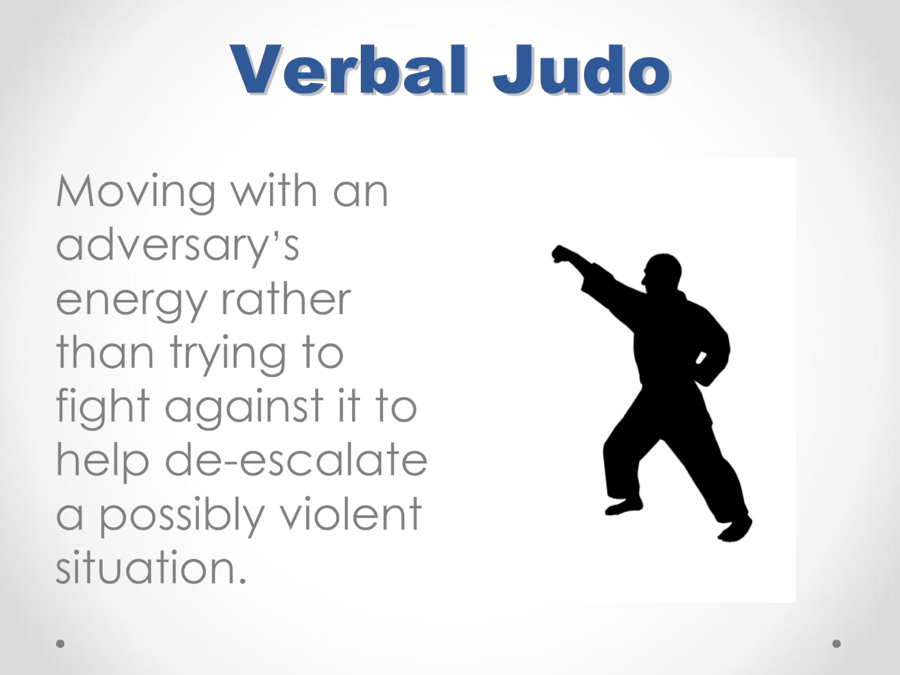 Verbal Judo
Moving with an
adversary's
energy rather
than trying to
fight against it to
help de-escalate
a possibly violent
situation.